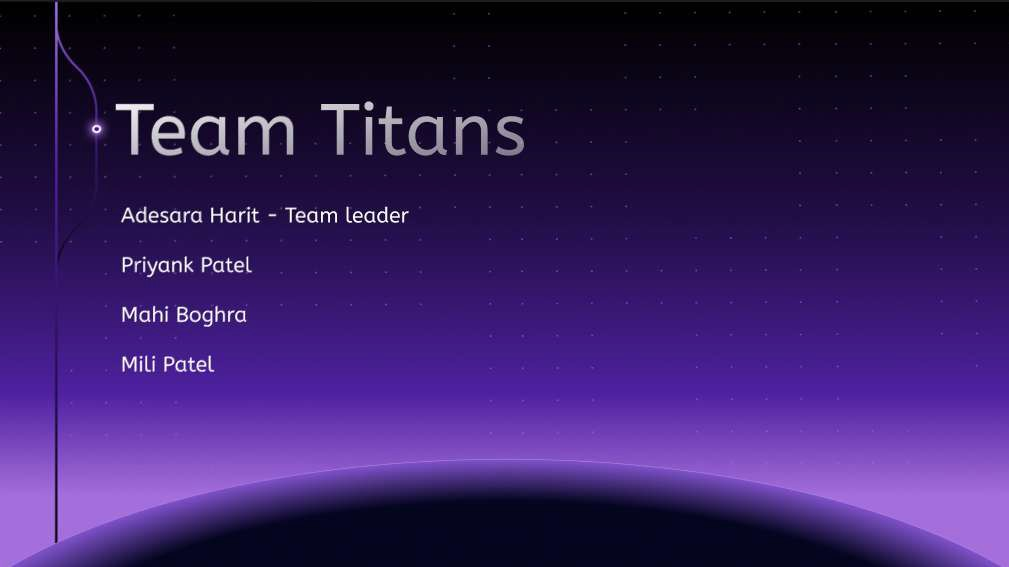 Team Titans
Adesara Harit - Team leader
Priyank Patel
Mahi Boghra
Mili Patel